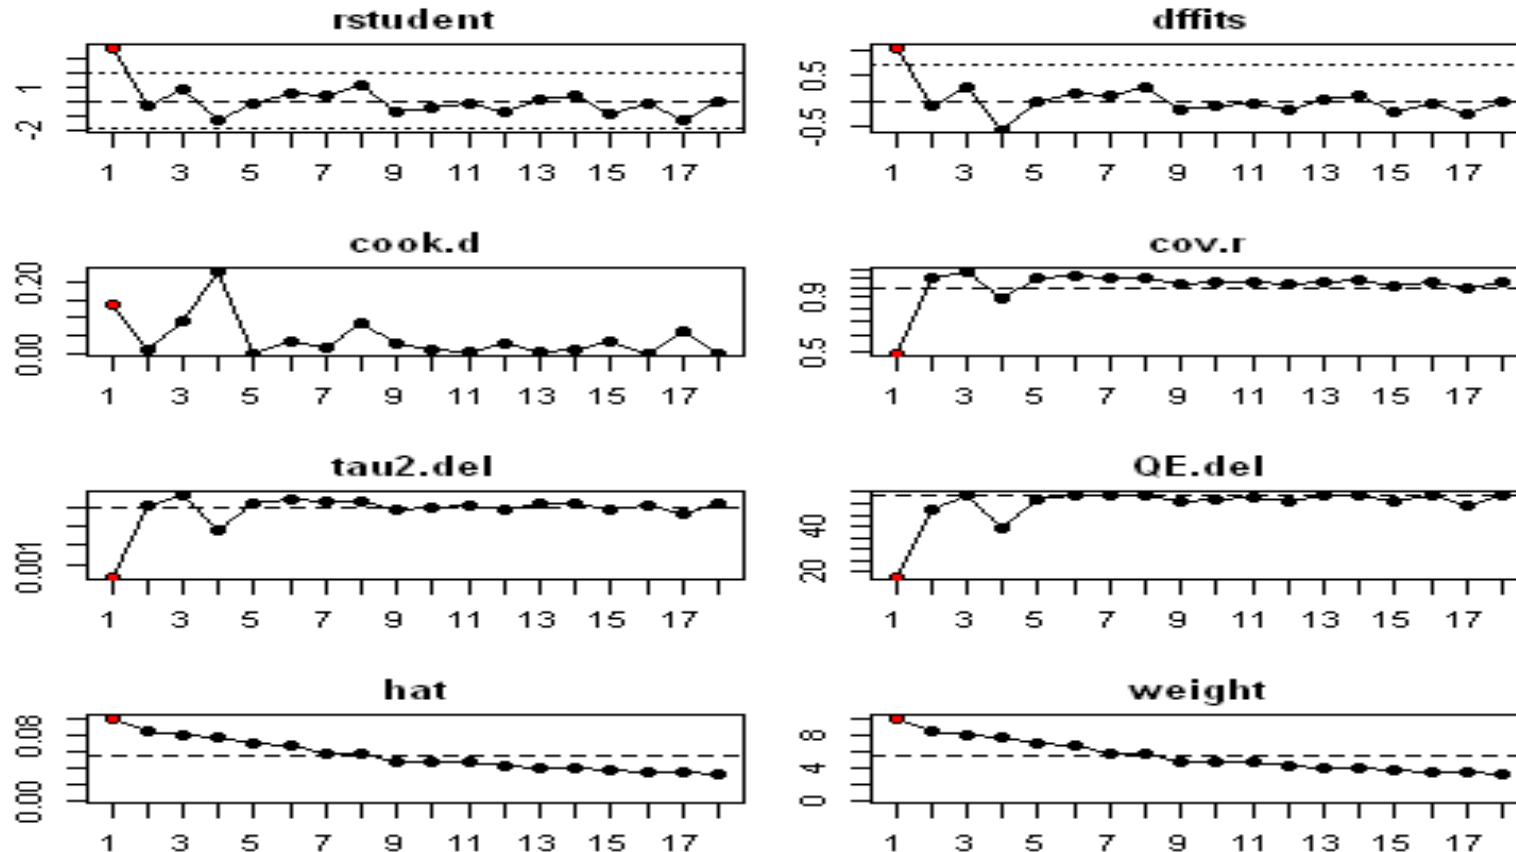 rstudent
dffits
1
-2
0.5
-0.5
1 3 5 7 9 11 13 15 17
1 3 5 7 9 11 13 15 17
cook.d
cov.r
0.20
0.00
0.9
0.5
1 3 5 7 9 11 13 15 17
1 3 5 7 9 11 13 15 17
tau2.del
QE.del
0.001
40
20
1 3 5 7 9 11 13 15 17
1 3 5 7 9 11 13 15 17
hat
weight
0.08
0.00
8
4
0
1 3 5 7 9 11 13 15 17
1 3 5 7 9 11 13 15 17